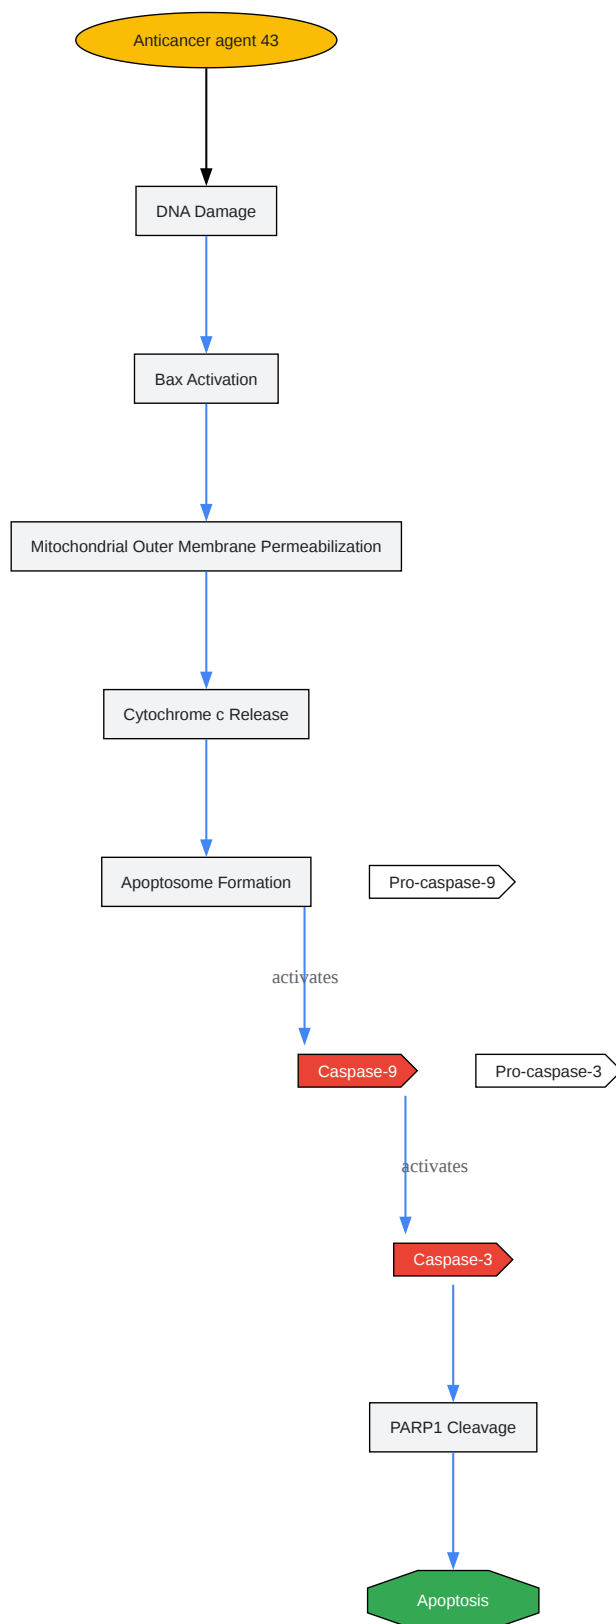 Anticancer agent 43
DNA Damage
Bax Activation
Mitochondrial Outer Membrane Permeabilization
Cytochrome c Release
Apoptosome Formation
Pro-caspase-9
activates
Caspase-9
Pro-caspase-3
activates
Caspase-3
PARP1 Cleavage
Apoptosis